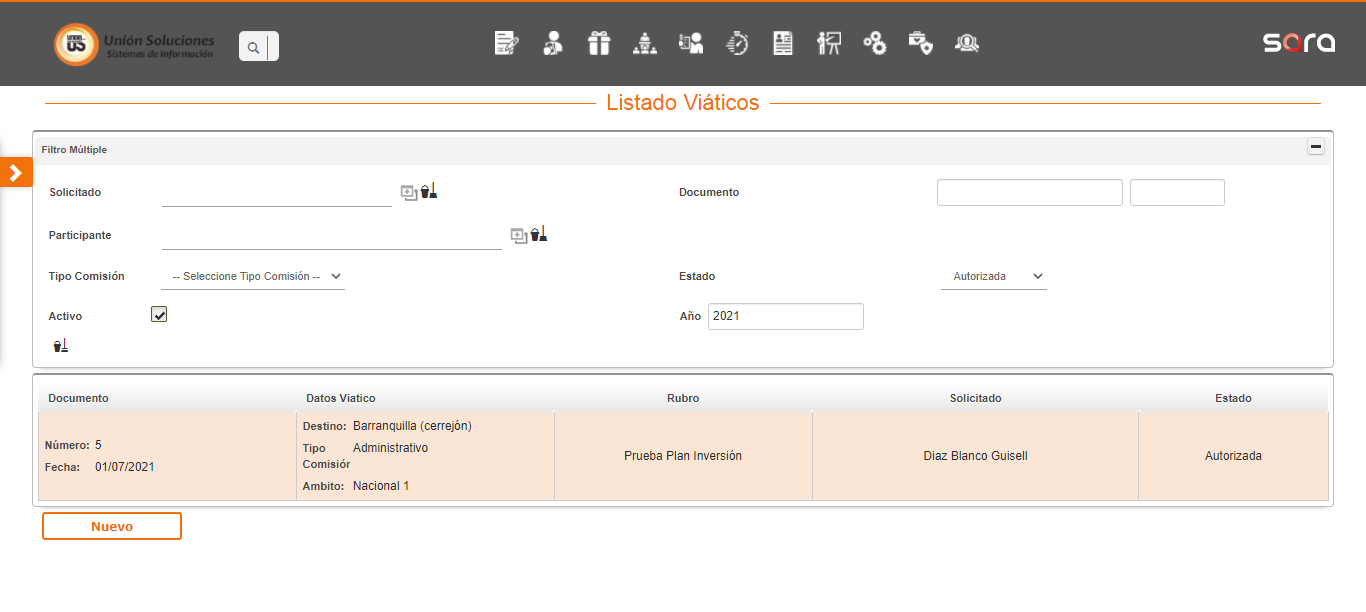 UNION
US
Unión Soluciones
Sistemas de Información
sara
Listado Viáticos
Filtro Múltiple
Solicitado
Documento
Participante
Tipo Comisión
-- Seleccione Tipo Comisión --
Estado
Autorizada
Activo
Año
2021
Documento Datos Viatico Rubro Solicitado Estado
Número: 5
Fecha: 01/07/2021
Destino: Barranquilla (cerrejón)
Tipo Comisión Administrativo
Ambito: Nacional 1
Prueba Plan Inversión
Diaz Blanco Guisell
Autorizada
Nuevo